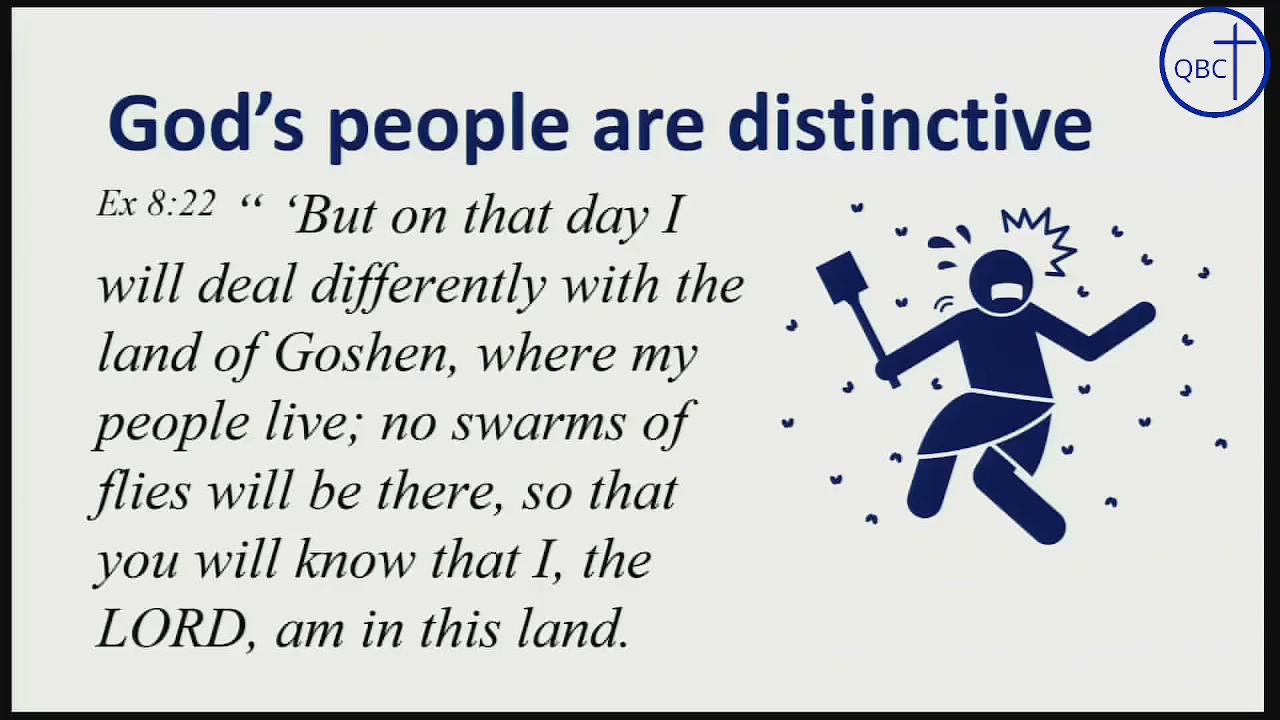 QBC
God’s people are distinctive
Ex 8:22 “ ‘But on that day I
will deal differently with the
land of Goshen, where my
people live; no swarms of
flies will be there, so that
you will know that I, the
LORD, am in this land.